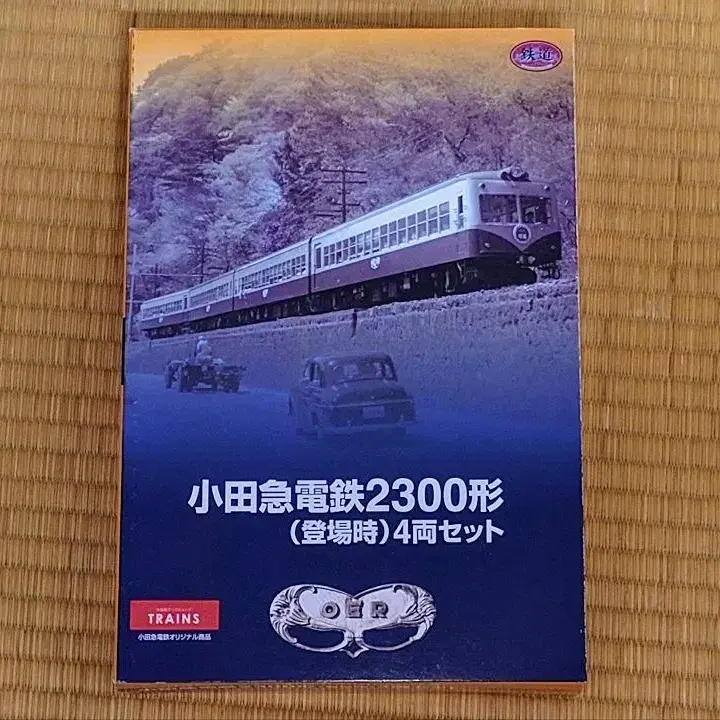 鉄道
小田急電鉄2300形
(登場時)4両セット
OER
TRAINS
小田急電鉄オリジナル商品